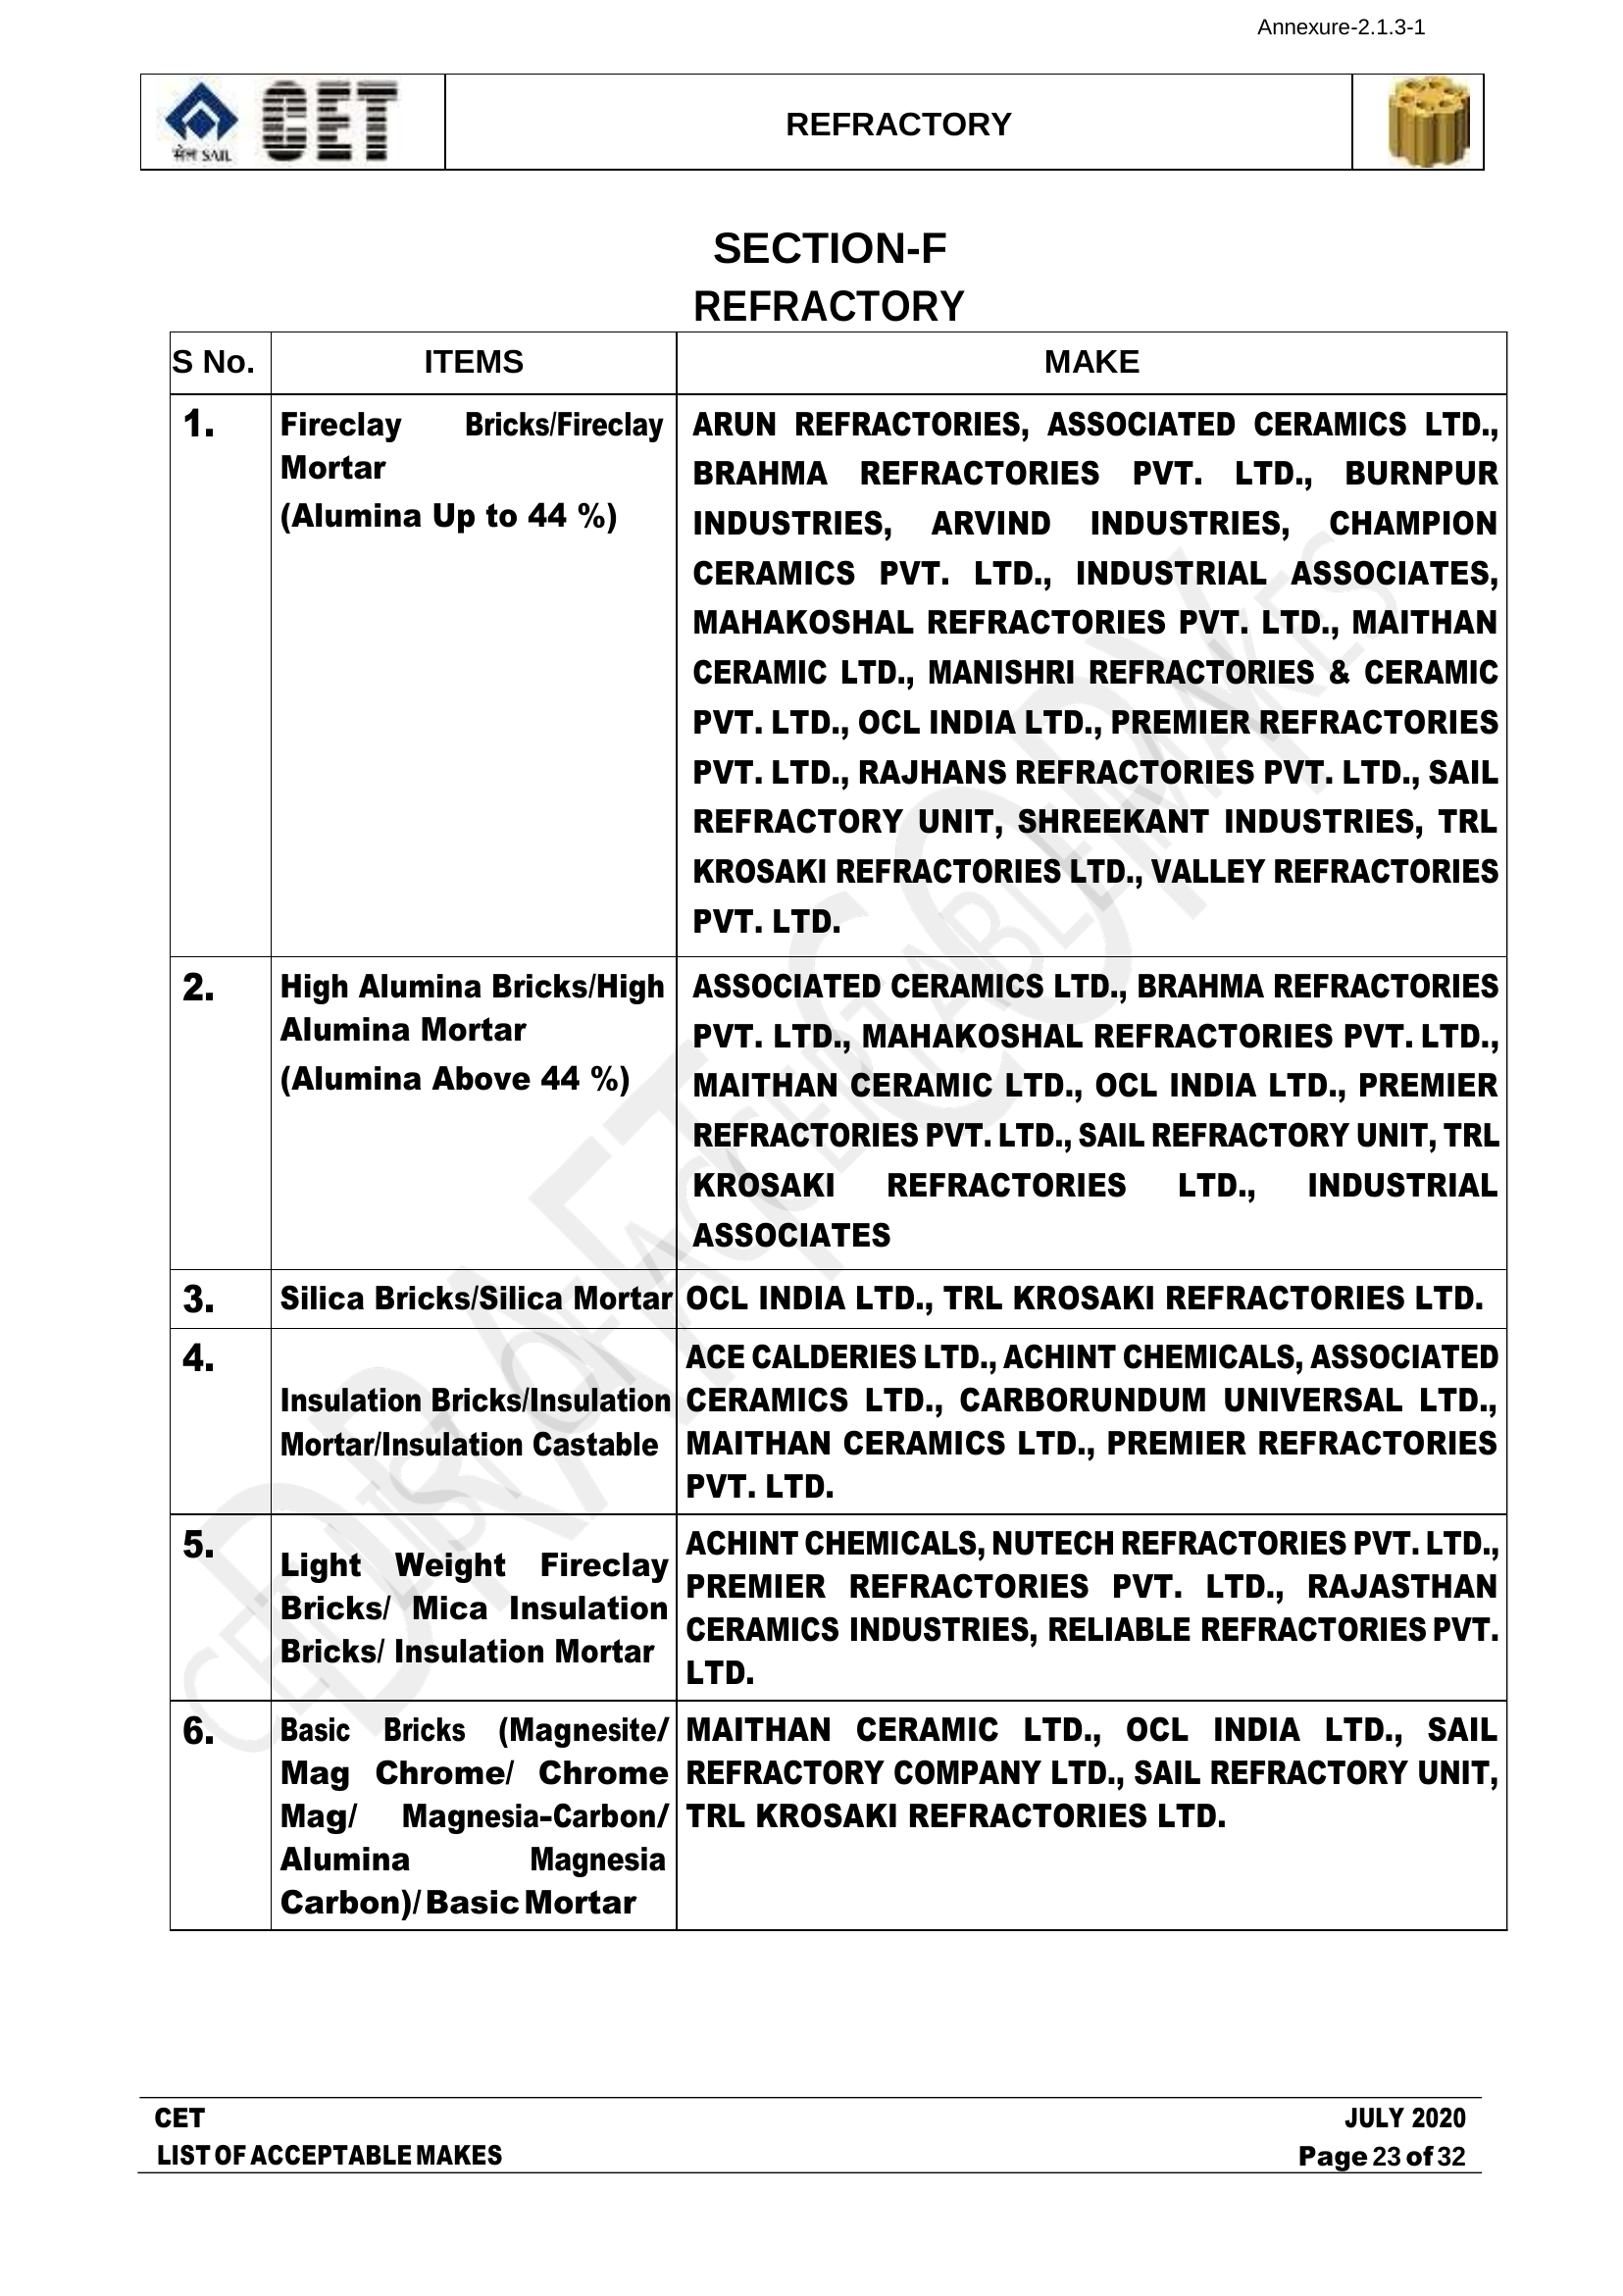 Annexure-2.1.3-1
सेल SAIL
CET
REFRACTORY
SECTION-F
REFRACTORY
S No.
ITEMS
MAKE
1.
Fireclay Bricks/Fireclay
Mortar
(Alumina Up to 44 %)
ARUN REFRACTORIES, ASSOCIATED CERAMICS LTD.,
BRAHMA REFRACTORIES PVT. LTD., BURNPUR
INDUSTRIES, ARVIND INDUSTRIES, CHAMPION
CERAMICS PVT. LTD., INDUSTRIAL ASSOCIATES,
MAHAKOSHAL REFRACTORIES PVT. LTD., MAITHAN
CERAMIC LTD., MANISHRI REFRACTORIES & CERAMIC
PVT. LTD., OCL INDIA LTD., PREMIER REFRACTORIES
PVT. LTD., RAJHANS REFRACTORIES PVT. LTD., SAIL
REFRACTORY UNIT, SHREEKANT INDUSTRIES, TRL
KROSAKI REFRACTORIES LTD., VALLEY REFRACTORIES
PVT. LTD.
2.
High Alumina Bricks/High
Alumina Mortar
(Alumina Above 44 %)
ASSOCIATED CERAMICS LTD., BRAHMA REFRACTORIES
PVT. LTD., MAHAKOSHAL REFRACTORIES PVT. LTD.,
MAITHAN CERAMIC LTD., OCL INDIA LTD., PREMIER
REFRACTORIES PVT. LTD., SAIL REFRACTORY UNIT, TRL
KROSAKI REFRACTORIES LTD., INDUSTRIAL
ASSOCIATES
3.
Silica Bricks/Silica Mortar
OCL INDIA LTD., TRL KROSAKI REFRACTORIES LTD.
4.
Insulation Bricks/Insulation
Mortar/Insulation Castable
ACE CALDERIES LTD., ACHINT CHEMICALS, ASSOCIATED
CERAMICS LTD., CARBORUNDUM UNIVERSAL LTD.,
MAITHAN CERAMICS LTD., PREMIER REFRACTORIES
PVT. LTD.
5.
Light Weight Fireclay
Bricks/ Mica Insulation
Bricks/ Insulation Mortar
ACHINT CHEMICALS, NUTECH REFRACTORIES PVT. LTD.,
PREMIER REFRACTORIES PVT. LTD., RAJASTHAN
CERAMICS INDUSTRIES, RELIABLE REFRACTORIES PVT.
LTD.
6.
Basic Bricks (Magnesite/
Mag Chrome/ Chrome
Mag/ Magnesia-Carbon/
Alumina Magnesia
Carbon)/ Basic Mortar
MAITHAN CERAMIC LTD., OCL INDIA LTD., SAIL
REFRACTORY COMPANY LTD., SAIL REFRACTORY UNIT,
TRL KROSAKI REFRACTORIES LTD.
DRAFT COPY
CET LIST OF ACCEPTABLE MAKES
CET
JULY 2020
LIST OF ACCEPTABLE MAKES
Page 23 of 32